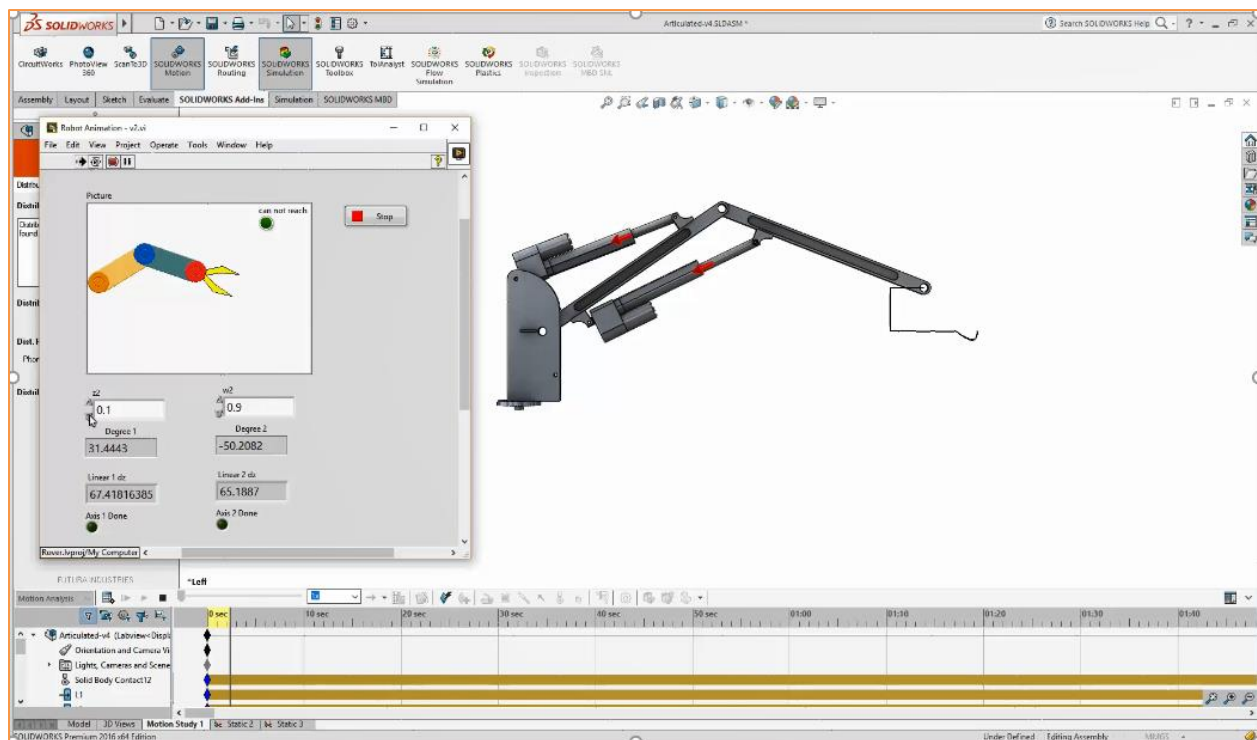 SOLIDWORKS
Articulated-v4.SLDASM *
Search SOLIDWORKS Help
CircuitWorks
PhotoView 360
ScanTo3D
SOLIDWORKS Motion
SOLIDWORKS Routing
SOLIDWORKS Simulation
SOLIDWORKS Toolbox
TolAnalyst
SOLIDWORKS Flow Simulation
SOLIDWORKS Plastics
SOLIDWORKS Inspection
SOLIDWORKS MBD SNL
Assembly Layout Sketch Evaluate SOLIDWORKS Add-Ins Simulation SOLIDWORKS MBD
Robot Animation - v2.vi
File Edit View Project Operate Tools Window Help
Picture
can not reach
Stop
z2
w2
0.1
0.9
Degree 1
Degree 2
31.4443
-50.2082
Linear 1 dz
Linear 2 dz
67.41816385
65.1887
Axis 1 Done
Axis 2 Done
Rover.lvproj/My Computer
*Left
Motion Analysis
1x
0 sec 10 sec 20 sec 30 sec 40 sec 50 sec 01:00 01:10 01:20 01:30 01:40
Articulated-v4
Orientation and Camera Vi
Lights, Cameras and Scene
Solid Body Contact12
L1
Model 3D Views Motion Study 1 Static 2 Static 3
SOLIDWORKS Premium 2016 x64 Edition
Under Defined Editing Assembly MMGS